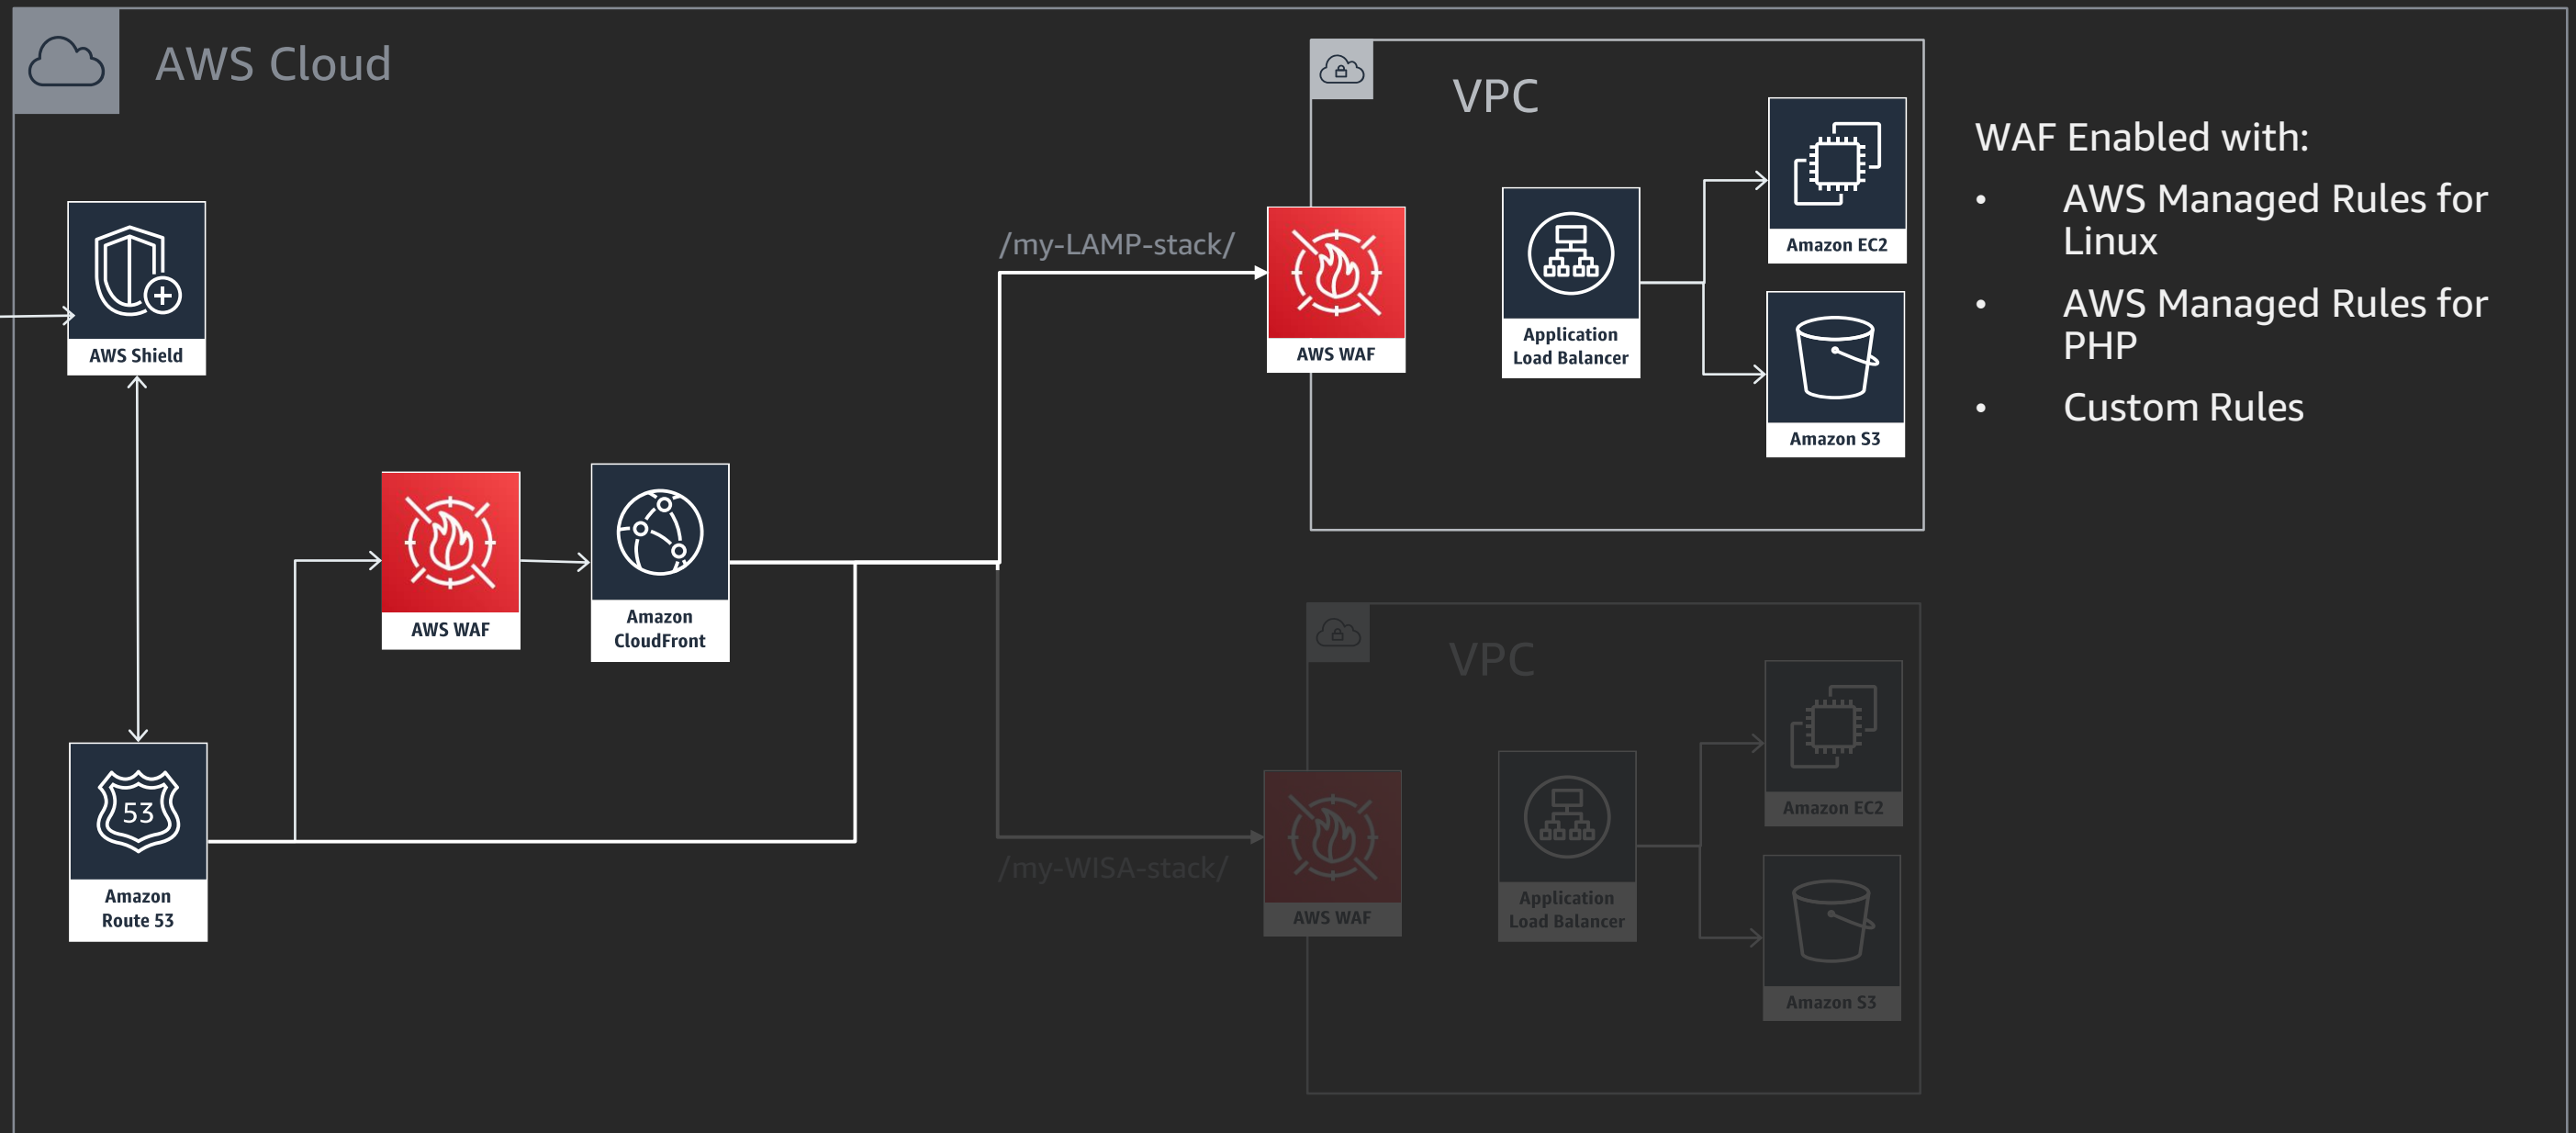 AWS Cloud
VPC
WAF Enabled with:
• AWS Managed Rules for
Linux
• AWS Managed Rules for
PHP
• Custom Rules
AWS Shield
/my-LAMP-stack/
AWS WAF
Application
Load Balancer
Amazon EC2
Amazon S3
AWS WAF
Amazon
CloudFront
53
Amazon
Route 53
VPC
/my-WISA-stack/
AWS WAF
Application
Load Balancer
Amazon EC2
Amazon S3